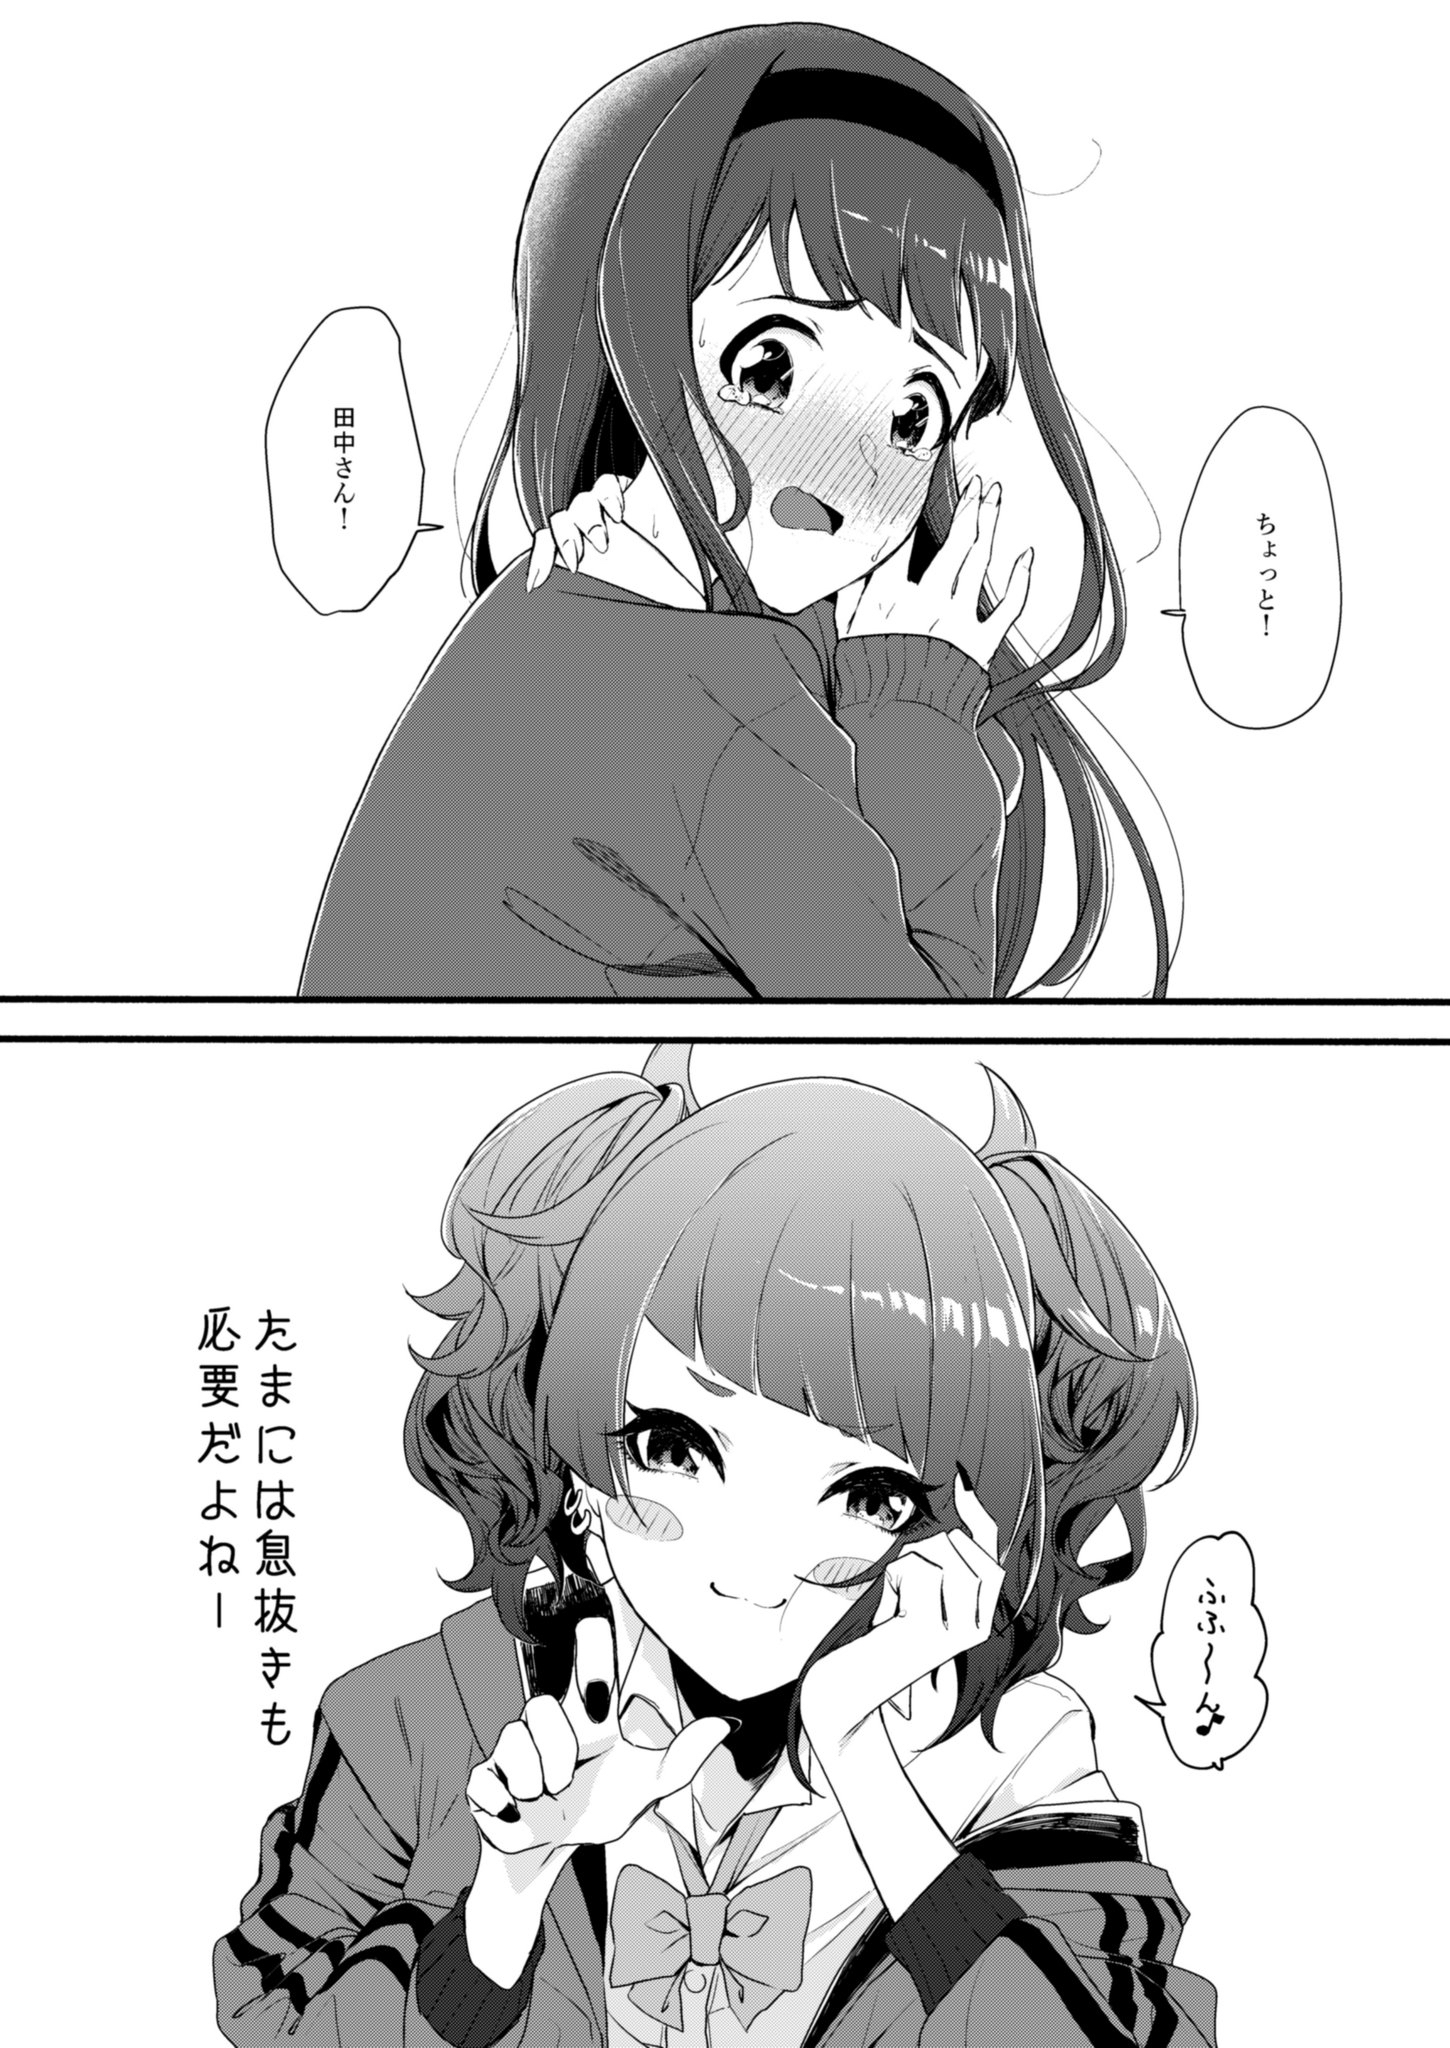 ちょっと!
田中さん!
ふふ〜ん♪
たまには息抜きも
必要だよねー